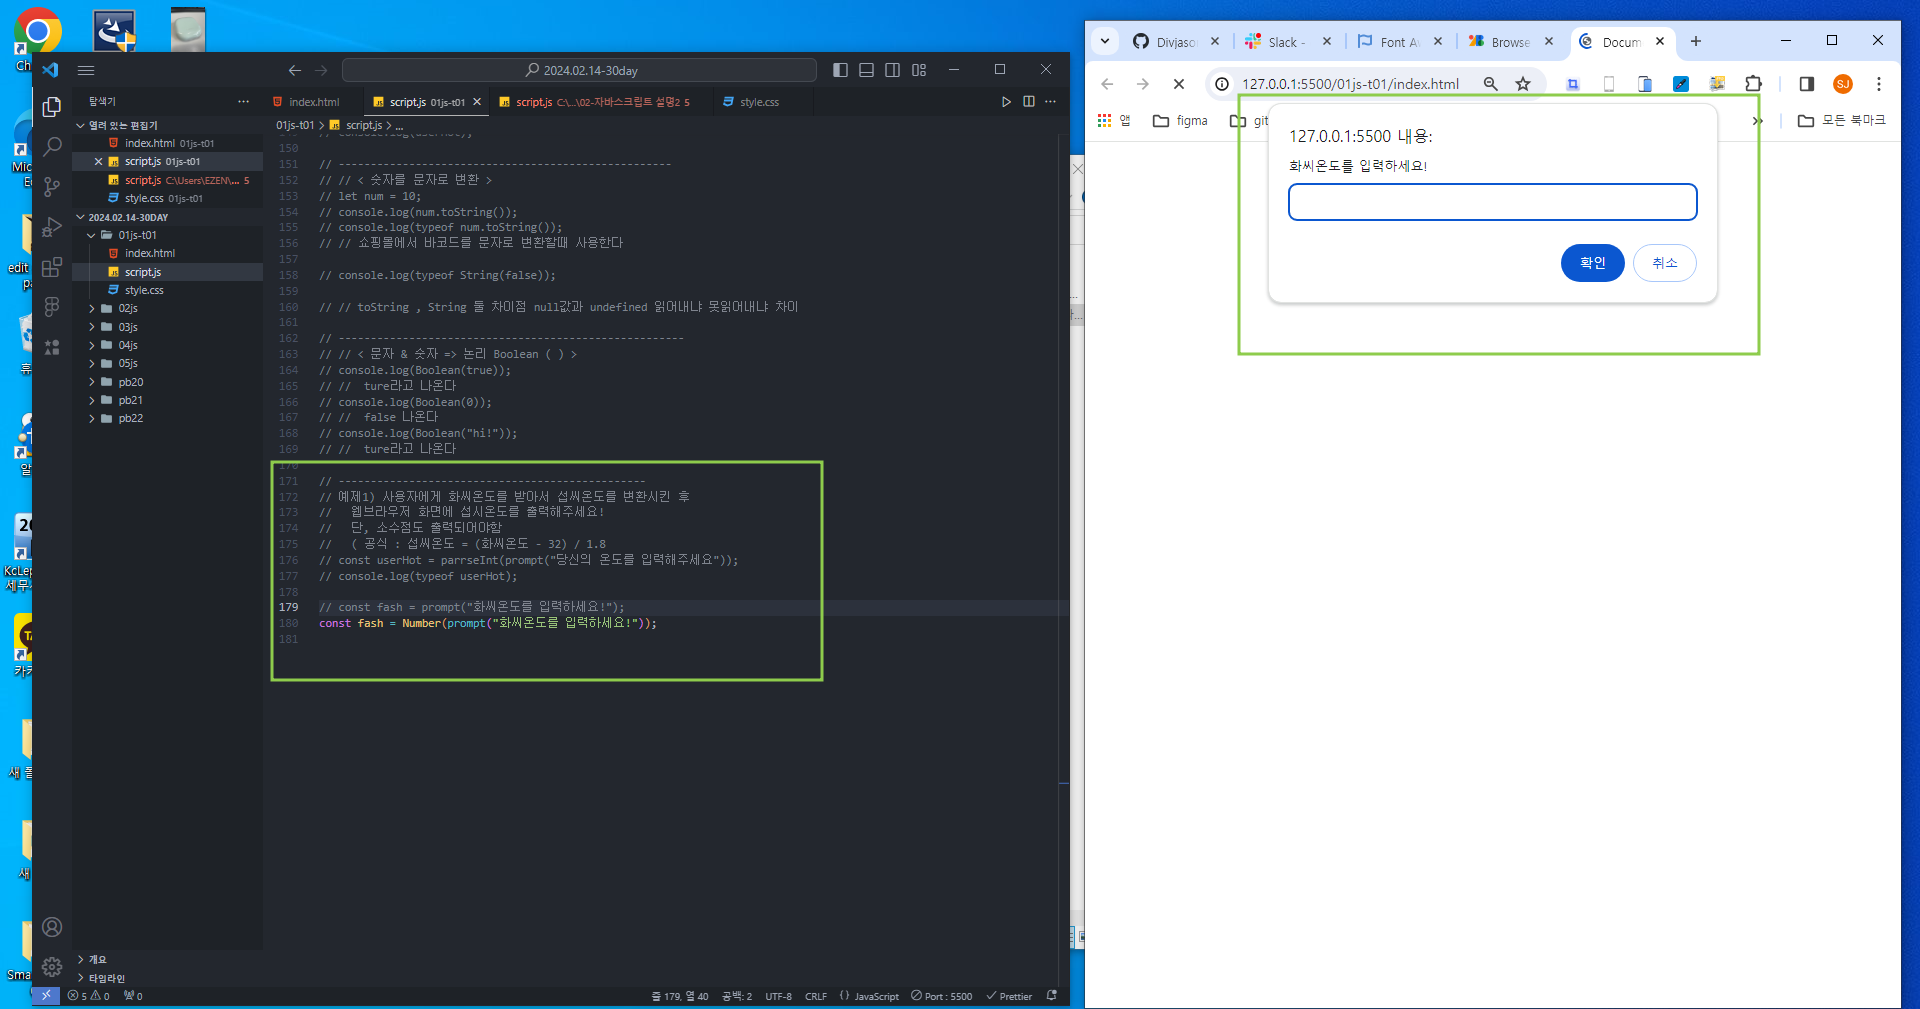 2024.02.14-30day
탐색기
열려 있는 편집기
index.html 01js-t01
script.js 01js-t01
script.js C:\Users\EZEN\... 5
style.css 01js-t01
2024.02.14-30DAY
01js-t01
index.html
script.js
style.css
02js
03js
04js
05js
pb20
pb21
pb22
개요
타임라인
index.html
script.js 01js-t01
script.js C:\...\02-자바스크립트 설명2 5
style.css
01js-t01 > script.js > ...
150
151 // ----------------------------------------------------
152 // // < 숫자를 문자로 변환 >
153 // let num = 10;
154 // console.log(num.toString());
155 // console.log(typeof num.toString());
156 // // 쇼핑몰에서 바코드를 문자로 변환할때 사용한다
157
158 // console.log(typeof String(false));
159
160 // // toString , String 둘 차이점 null값과 undefined 읽어내냐 못읽어내냐 차이
161
162 // ------------------------------------------------------
163 // // < 문자 & 숫자 => 논리 Boolean ( ) >
164 // console.log(Boolean(true));
165 // //  ture라고 나온다
166 // console.log(Boolean(0));
167 // //  false 나온다
168 // console.log(Boolean("hi!"));
169 // //  ture라고 나온다
170
171 // ------------------------------------------------
172 // 예제1) 사용자에게 화씨온도를 받아서 섭씨온도를 변환시킨 후
173 //   웹브라우저 화면에 섭시온도를 출력해주세요!
174 //   단, 소수점도 출력되어야함
175 //   ( 공식 : 섭씨온도 = (화씨온도 - 32) / 1.8
176 // const userHot = parrseInt(prompt("당신의 온도를 입력해주세요"));
177 // console.log(typeof userHot);
178
179 // const fash = prompt("화씨온도를 입력하세요!");
180 const fash = Number(prompt("화씨온도를 입력하세요!"));
181
5 0 0
줄 179, 열 40 공백: 2 UTF-8 CRLF {} JavaScript Port : 5500 Prettier
Divjaso
Slack -
Font Av
Browse
Docum
127.0.0.1:5500/01js-t01/index.html
SJ
앱
figma
git
모든 북마크
127.0.0.1:5500 내용:
화씨온도를 입력하세요!
확인
취소
edit
휴
알
세무
새 폴
새
Sma